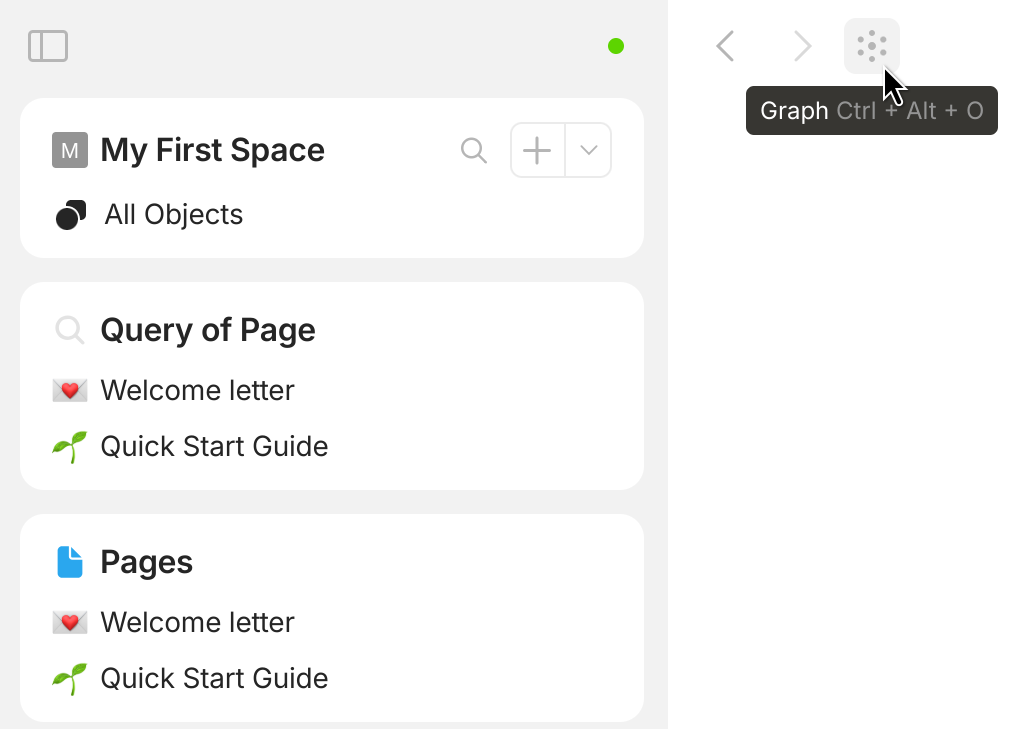 Graph Ctrl + Alt + O
M My First Space
All Objects
Query of Page
Welcome letter
Quick Start Guide
Pages
Welcome letter
Quick Start Guide